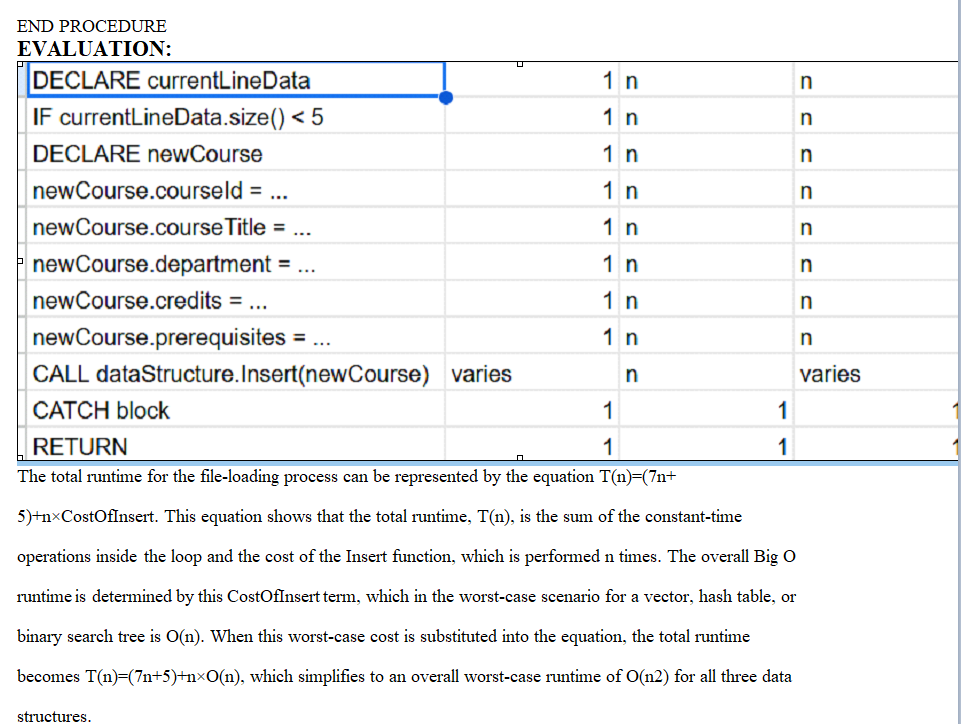 END PROCEDURE
EVALUATION:
DECLARE currentLineData 1 n n
IF currentLineData.size() < 5 1 n n
DECLARE newCourse 1 n n
newCourse.courseId = ... 1 n n
newCourse.courseTitle = ... 1 n n
newCourse.department = ... 1 n n
newCourse.credits = ... 1 n n
newCourse.prerequisites = ... 1 n n
CALL dataStructure.Insert(newCourse) varies n varies
CATCH block 1 1 1
RETURN 1 1 1
The total runtime for the file-loading process can be represented by the equation T(n)=(7n+
5)+n×CostOfInsert. This equation shows that the total runtime, T(n), is the sum of the constant-time
operations inside the loop and the cost of the Insert function, which is performed n times. The overall Big O
runtime is determined by this CostOfInsert term, which in the worst-case scenario for a vector, hash table, or
binary search tree is O(n). When this worst-case cost is substituted into the equation, the total runtime
becomes T(n)=(7n+5)+n×O(n), which simplifies to an overall worst-case runtime of O(n2) for all three data
structures.